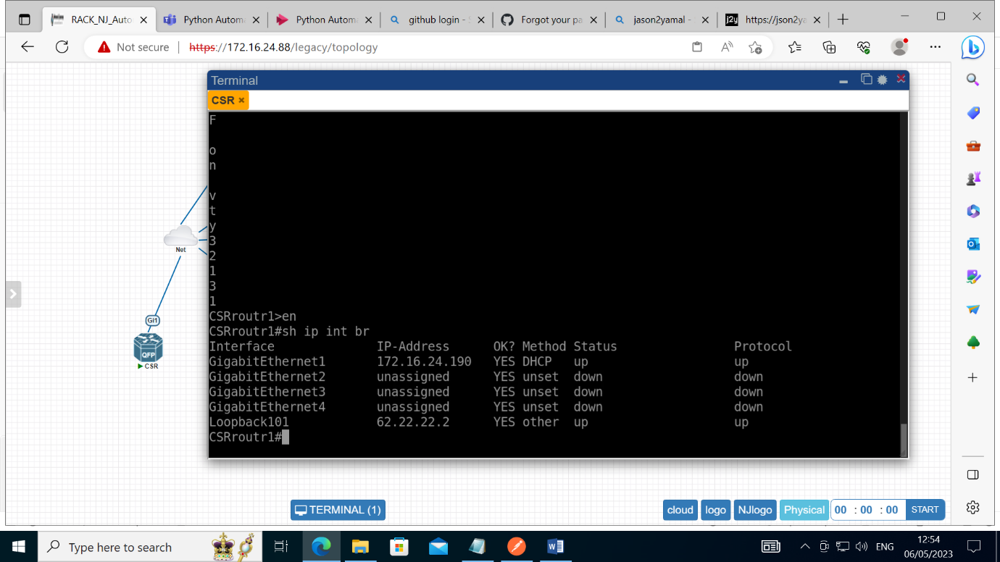 RACK_NJ_Auto
Python Automa
Python Automa
github login - S
Forgot your pa
jason2yamal -
j2y https://json2ya
Not secure https://172.16.24.88/legacy/topology
Terminal
CSR
F
o
n
v
t
y
3
2
1
3
1
CSRroutr1>en
CSRroutr1#sh ip int br
Interface IP-Address OK? Method Status Protocol
GigabitEthernet1 172.16.24.190 YES DHCP up up
GigabitEthernet2 unassigned YES unset down down
GigabitEthernet3 unassigned YES unset down down
GigabitEthernet4 unassigned YES unset down down
Loopback101 62.22.22.2 YES other up up
CSRroutr1#
Net
Gi1
QFP
CSR
TERMINAL (1)
cloud logo NJlogo Physical 00 : 00 : 00 START
Type here to search
ENG
12:54
06/05/2023